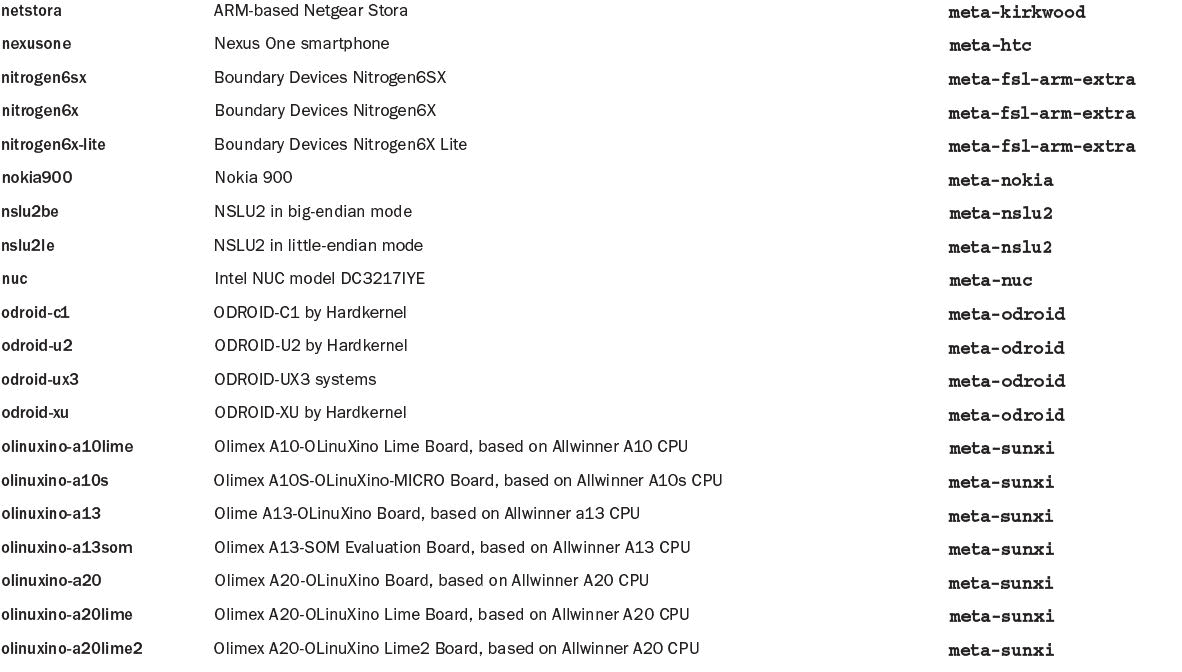 netstora ARM-based Netgear Stora meta-kirkwood
nexusone Nexus One smartphone meta-htc
nitrogen6sx Boundary Devices Nitrogen6SX meta-fsl-arm-extra
nitrogen6x Boundary Devices Nitrogen6X meta-fsl-arm-extra
nitrogen6x-lite Boundary Devices Nitrogen6X Lite meta-fsl-arm-extra
nokia900 Nokia 900 meta-nokia
nslu2be NSLU2 in big-endian mode meta-nslu2
nslu2le NSLU2 in little-endian mode meta-nslu2
nuc Intel NUC model DC3217IYE meta-nuc
odroid-c1 ODROID-C1 by Hardkernel meta-odroid
odroid-u2 ODROID-U2 by Hardkernel meta-odroid
odroid-ux3 ODROID-UX3 systems meta-odroid
odroid-xu ODROID-XU by Hardkernel meta-odroid
olinuxino-a10lime Olimex A10-OLinuXino Lime Board, based on Allwinner A10 CPU meta-sunxi
olinuxino-a10s Olimex A10S-OLinuXino-MICRO Board, based on Allwinner A10s CPU meta-sunxi
olinuxino-a13 Olime A13-OLinuXino Board, based on Allwinner a13 CPU meta-sunxi
olinuxino-a13som Olimex A13-SOM Evaluation Board, based on Allwinner A13 CPU meta-sunxi
olinuxino-a20 Olimex A20-OLinuXino Board, based on Allwinner A20 CPU meta-sunxi
olinuxino-a20lime Olimex A20-OLinuXino Lime Board, based on Allwinner A20 CPU meta-sunxi
olinuxino-a20lime2 Olimex A20-OLinuXino Lime2 Board, based on Allwinner A20 CPU meta-sunxi